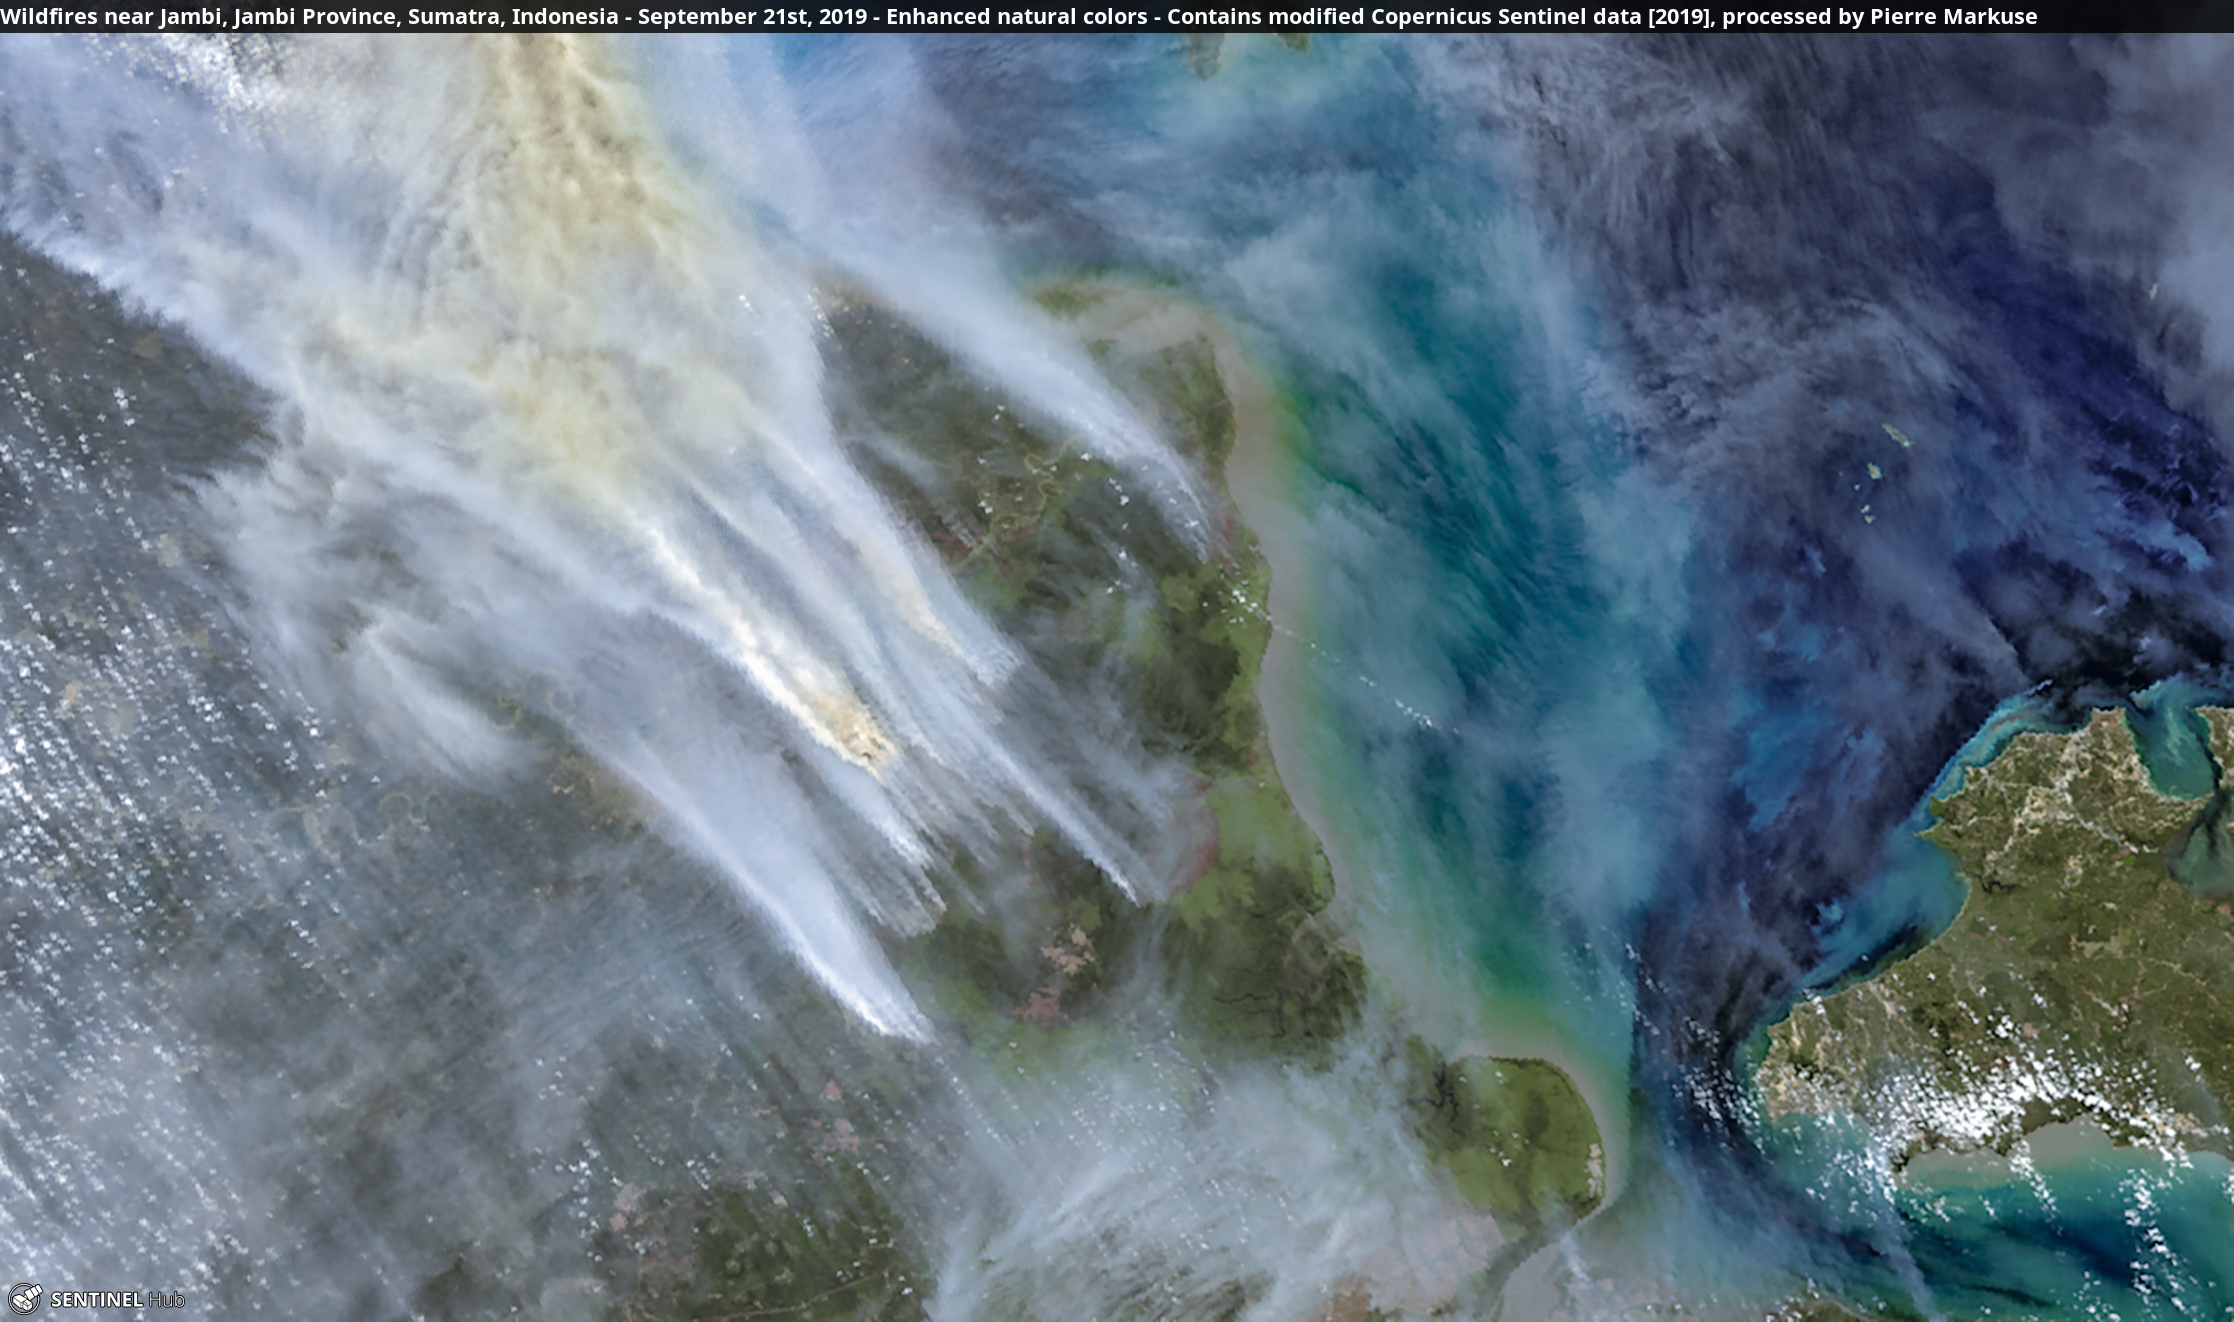 Wildfires near Jambi, Jambi Province, Sumatra, Indonesia - September 21st, 2019 - Enhanced natural colors - Contains modified Copernicus Sentinel data [2019], processed by Pierre Markuse
SENTINEL Hub